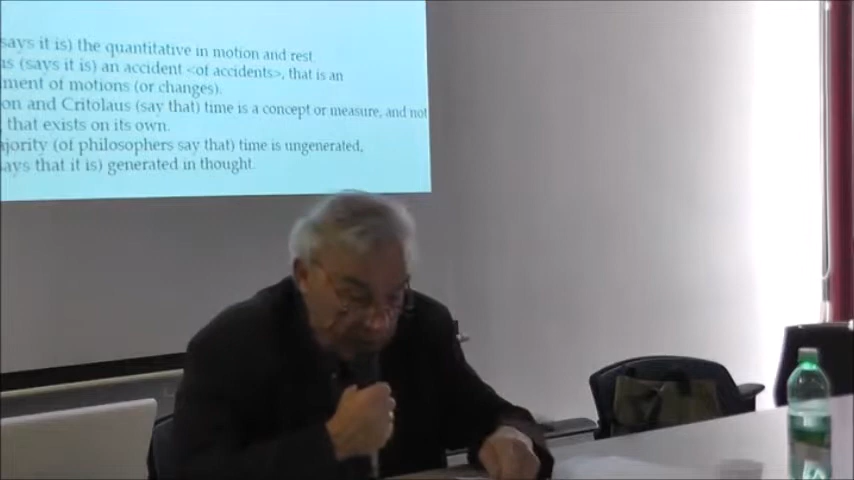 says it is) the quantitative in motion and rest.
us (says it is) an accident <of accidents>, that is an
ment of motions (or changes).
on and Critolaus (say that) time is a concept or measure, and not
that exists on its own.
ajority (of philosophers say that) time is ungenerated,
says that it is) generated in thought.